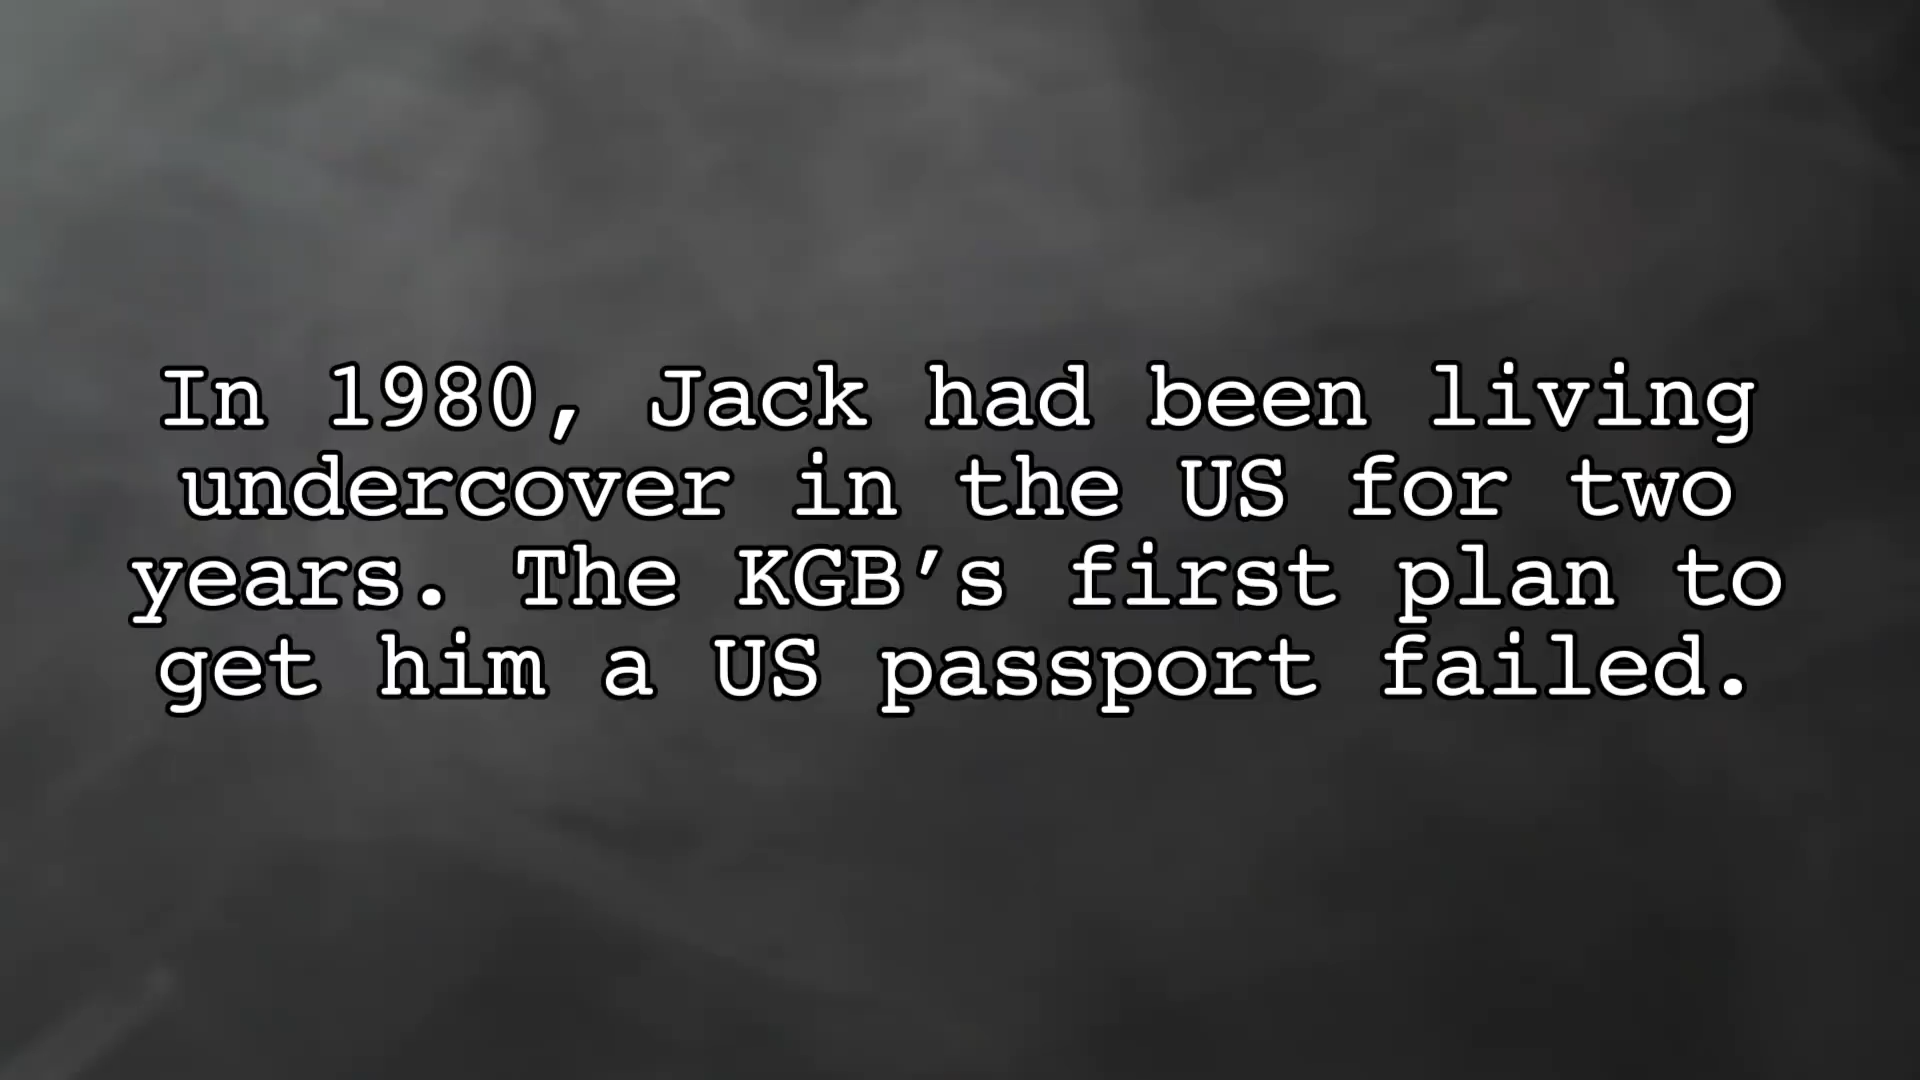 In 1980, Jack had been living
undercover in the US for two
years. The KGB’s first plan to
get him a US passport failed.